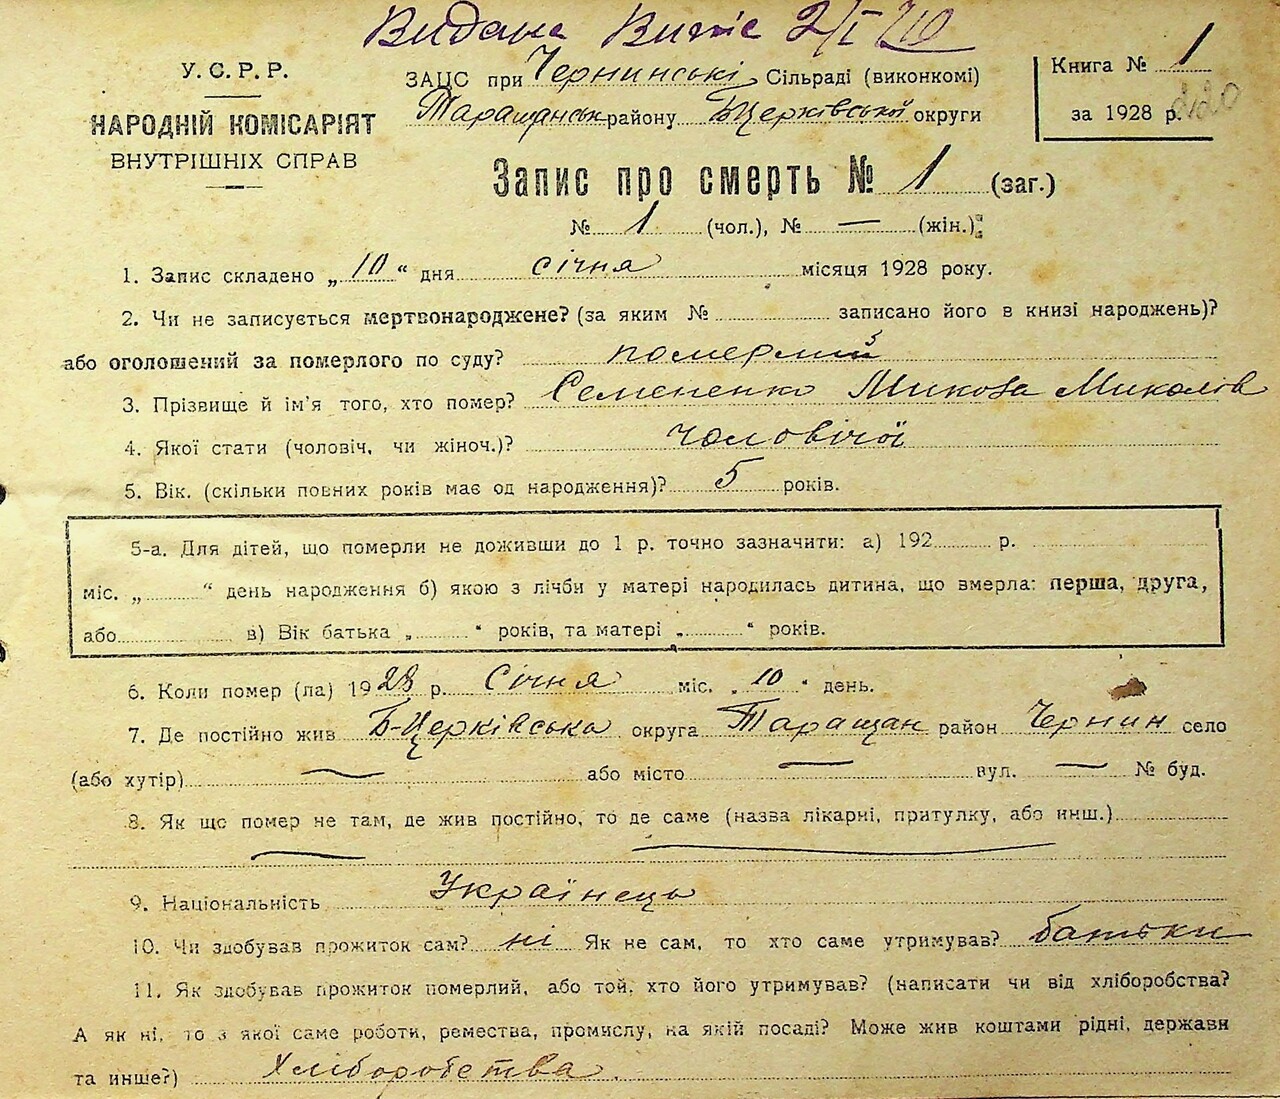 Видана Випис 2/I
У.С.Р.Р.
НАРОДНІЙ КОМІСАРІЯТ
ВНУТРІШНІХ СПРАВ
ЗАЦС при Чернинські Сільраді (виконкомі)
Таращанськ району Б-Церківської округи
Книга № 1
за 1928 р. 220
Запис про смерть № 1 (заг.)
№ 1 (чол.), № — (жін.)
1. Запис складено „10“ дня січня місяця 1928 року.
2. Чи не записується мертвонароджене? (за яким № записано його в книзі народжень)?
або оголошений за померлого по суду? померлий
3. Прізвище й ім'я того, хто помер? Семененко Микола Миколів
4. Якої стати (чоловіч. чи жіноч.)? чоловічої
5. Вік. (скільки повних років має од народження)? 5 років.
5-а. Для дітей, що померли не доживши до 1 р. точно зазначити: а) 192 р.
міс. „ “ день народження б) якою з лічби у матері народилась дитина, що вмерла: перша, друга,
або в) Вік батька „ “ років, та матері „ “ років.
6. Коли помер (ла) 1928 р. Січня міс. „10“ день.
7. Де постійно жив Б-Церківська округа Таращан район Чернин село
(або хутір) — або місто — вул. — № буд.
8. Як що помер не там, де жив постійно, то де саме (назва лікарні, притулку, або инш.)
9. Національність Українець
10. Чи здобував прожиток сам? ні Як не сам, то хто саме утримував? батьки
11. Як здобував прожиток померлий, або той, хто його утримував? (написати чи від хліборобства?
А як ні, то з якої саме роботи, ремества, промислу, на якій посаді? Може жив коштами рідні, держави
та инше?) Хліборобства.